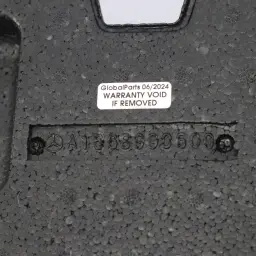 GlobalParts 06/2024
WARRANTY VOID
IF REMOVED